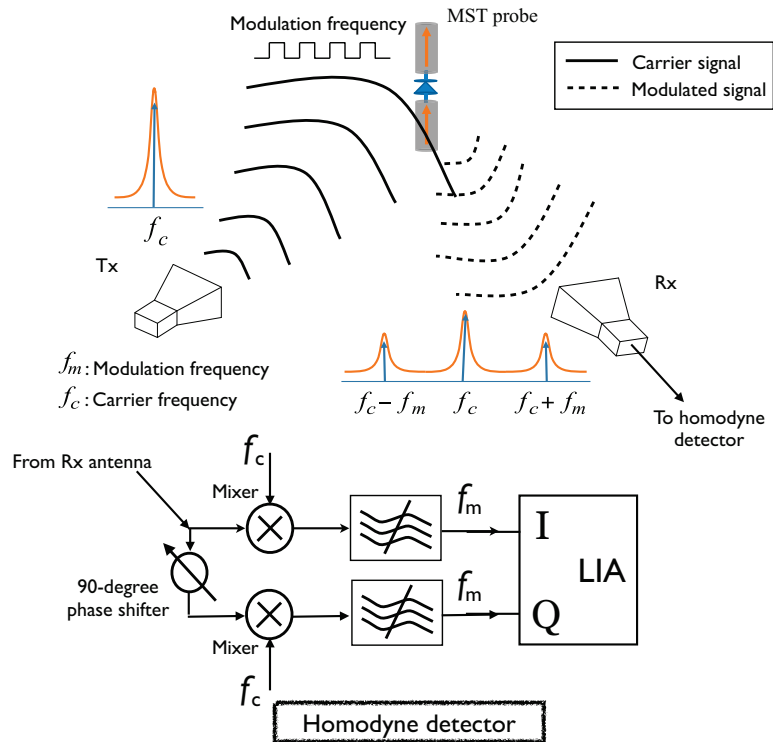 Modulation frequency
MST probe
Carrier signal
Modulated signal
f_c
Tx
Rx
f_m: Modulation frequency
f_c: Carrier frequency
f_c − f_m
f_c
f_c + f_m
To homodyne
detector
From Rx antenna
f_c
Mixer
f_m
I
LIA
90-degree
phase shifter
f_m
Q
Mixer
f_c
Homodyne detector